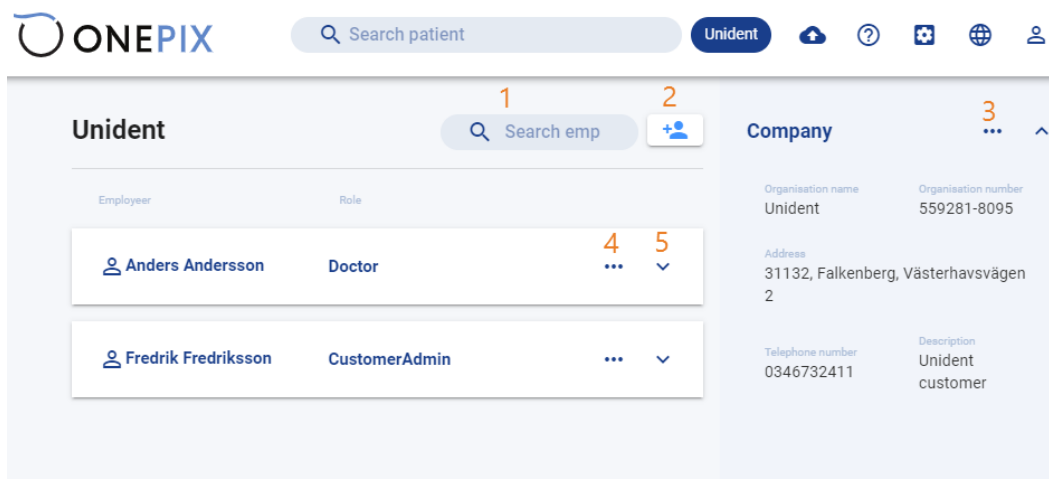 ONEPIX
Search patient
Unident
1
2
3
Unident
Search emp
Company
Employeer
Role
Organisation name
Organisation number
Unident
559281-8095
4
5
Anders Andersson
Doctor
Address
31132, Falkenberg, Västerhavsvägen
2
Fredrik Fredriksson
CustomerAdmin
Telephone number
Description
0346732411
Unident
customer